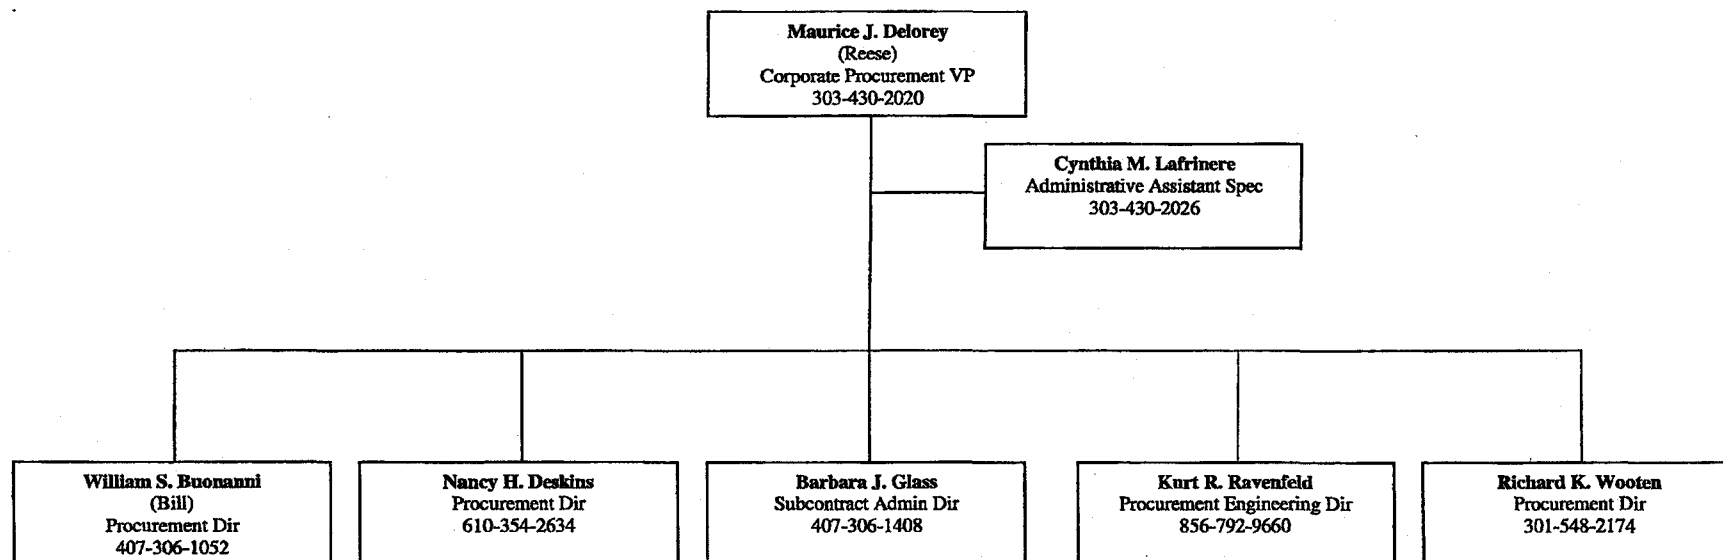 Maurice J. Delorey
(Reese)
Corporate Procurement VP
303-430-2020
Cynthia M. Lafrinere
Administrative Assistant Spec
303-430-2026
William S. Buonanni
(Bill)
Procurement Dir
407-306-1052
Nancy H. Deskins
Procurement Dir
610-354-2634
Barbara J. Glass
Subcontract Admin Dir
407-306-1408
Kurt R. Ravenfeld
Procurement Engineering Dir
856-792-9660
Richard K. Wooten
Procurement Dir
301-548-2174